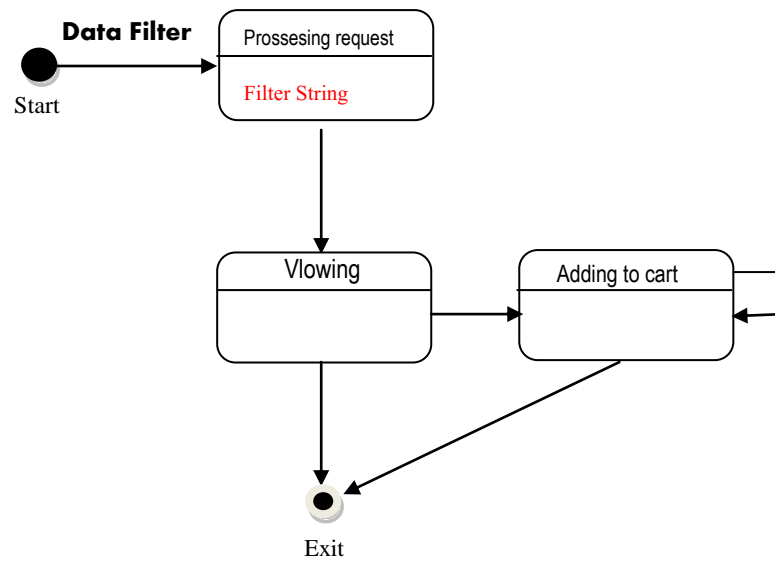 Data Filter
Prossesing request
Filter String
Start
Vlowing
Adding to cart
Exit